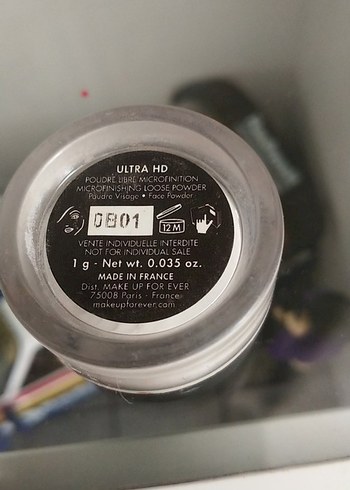 ULTRA HD
POUDRE LIBRE MICROFINITION
MICROFINISHING LOOSE POWDER
Poudre Visage • Face Powder
0B01
12 M
VENTE INDIVIDUELLE INTERDITE
NOT FOR INDIVIDUAL SALE
1 g - Net wt. 0.035 oz.
MADE IN FRANCE
Dist. MAKE UP FOR EVER
75008 Paris - France
makeupforever.com